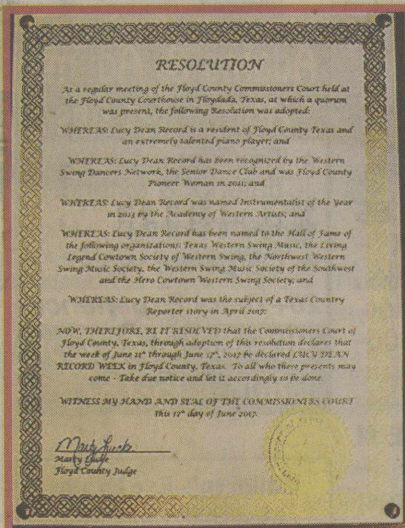 RESOLUTION
At a regular meeting of the Floyd County Commissioners Court held at
the Floyd County Courthouse in Floydada, Texas, at which a quorum
was present, the following Resolution was adopted:
WHEREAS: Lucy Dean Record is a resident of Floyd County Texas and
an extremely talented piano player; and
WHEREAS: Lucy Dean Record has been recognized by the Western
Swing Dancers Network, the Senior Dance Club and was Floyd County
Pioneer Woman in 2011; and
WHEREAS: Lucy Dean Record was named Instrumentalist of the Year
in 2013 by the Academy of Western Artists; and
WHEREAS: Lucy Dean Record has been named to the Hall of Fame of
the following organizations: Texas Western Swing Music, the Living
Legend Cowtown Society of Western Swing, the Northwest Western
Swing Music Society, the Western Swing Music Society of the Southwest
and the Hero Cowtown Western Swing Society; and
WHEREAS: Lucy Dean Record was the subject of a Texas Country
Reporter story in April 2017:
NOW, THEREFORE, BE IT RESOLVED that the Commissioners Court of
Floyd County, Texas, through adoption of this resolution declares that
the week of June 11th through June 17th, 2017 be declared LUCY DEAN
RECORD WEEK in Floyd County, Texas. To all who there presents may
come - Take due notice and let it accordingly so be done.
WITNESS MY HAND AND SEAL OF THE COMMISSIONERS COURT
this 12th day of June 2017.
Marty Lucke
Marty Lucke
Floyd County Judge